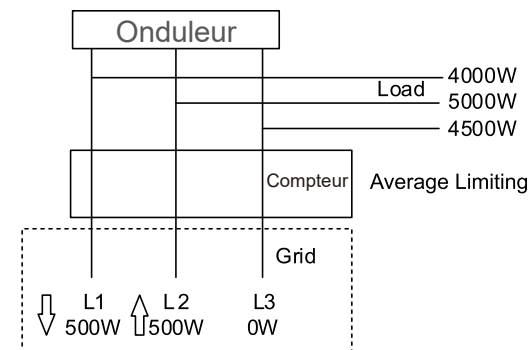 Onduleur
4000W
Load
5000W
4500W
Compteur
Average Limiting
Grid
L1 L2 L3
500W 500W 0W